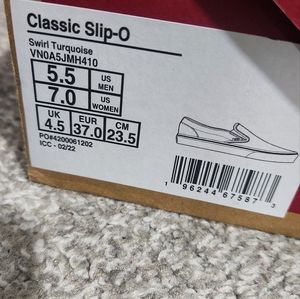 Classic Slip-O
Swirl Turquoise
VN0A5JMH410
5.5 US MEN
7.0 US WOMEN
UK EUR CM
4.5 37.0 23.5
PO#4200061202
ICC - 02/22
1 96244 67587 3